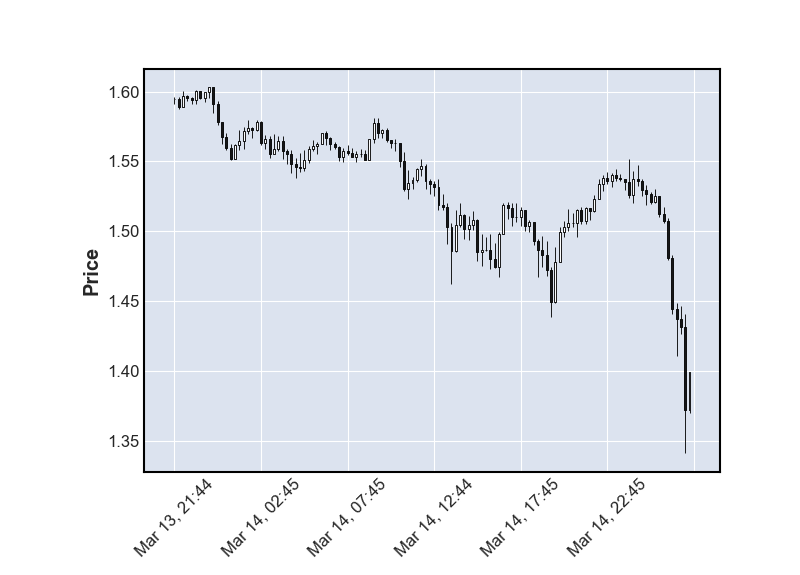 1.60
1.55
1.50
1.45
1.40
1.35
Price
Mar 13, 21:44
Mar 14, 02:45
Mar 14, 07:45
Mar 14, 12:44
Mar 14, 17:45
Mar 14, 22:45